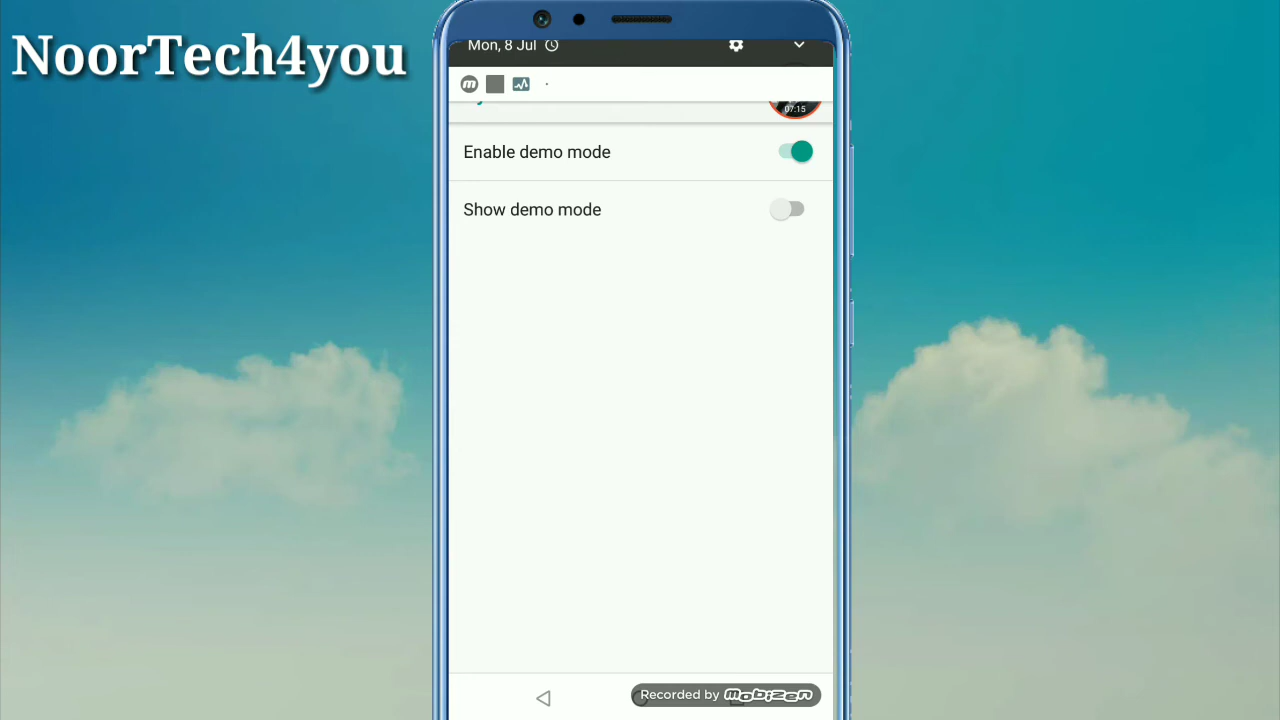 NoorTech4you
Mon, 8 Jul
07:15
Enable demo mode
Show demo mode
Recorded by mobizen